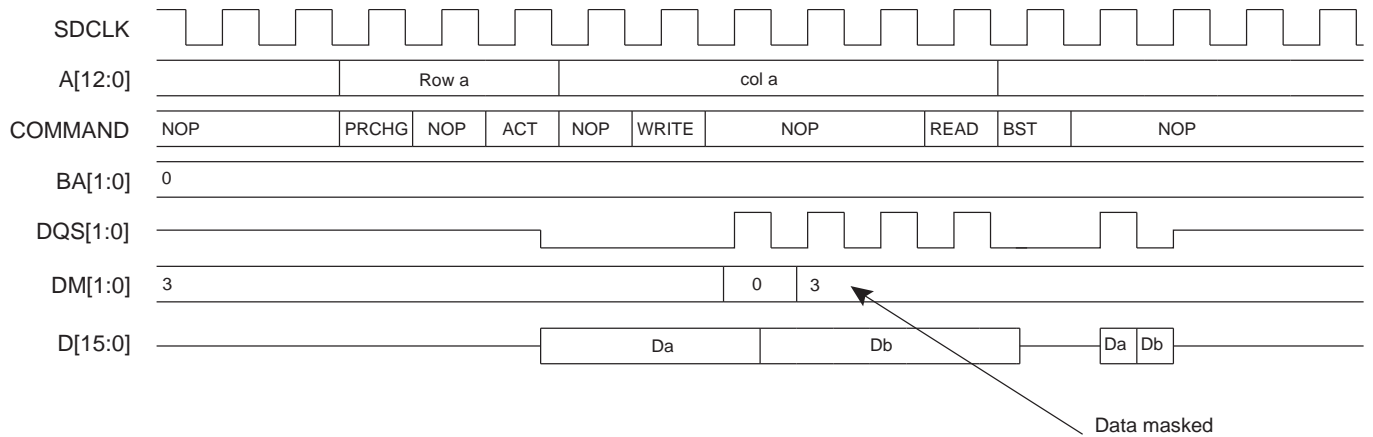 SDCLK
A[12:0] Row a col a
COMMAND NOP PRCHG NOP ACT NOP WRITE NOP READ BST NOP
BA[1:0] 0
DQS[1:0]
DM[1:0] 3 0 3
D[15:0] Da Db Da Db
Data masked